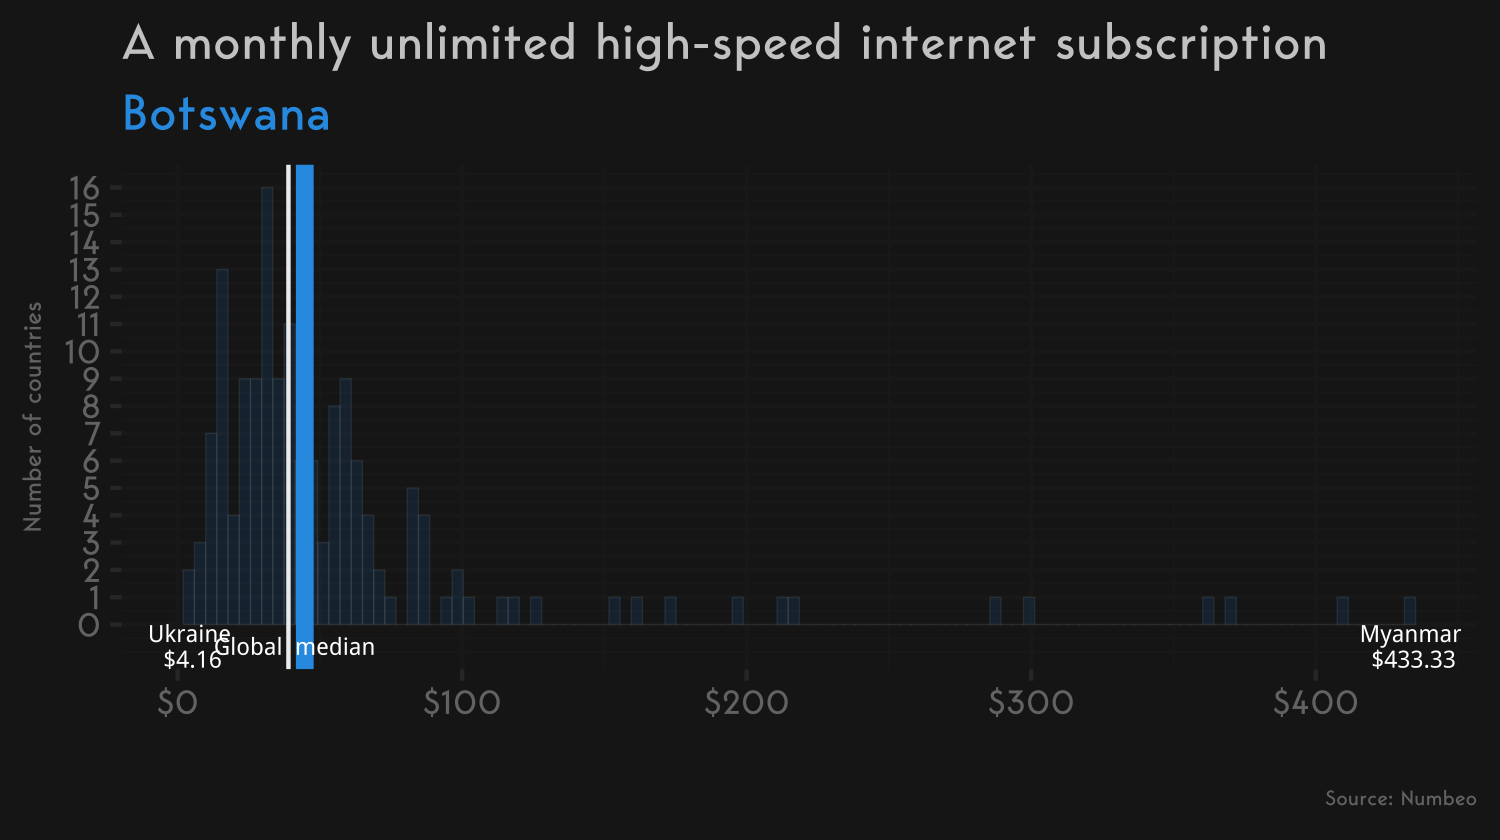 A monthly unlimited high-speed internet subscription
Botswana
Number of countries
16
15
14
13
12
11
10
9
8
7
6
5
4
3
2
1
0
Ukraine
$4.16
Global median
Myanmar
$433.33
$0 $100 $200 $300 $400
Source: Numbeo